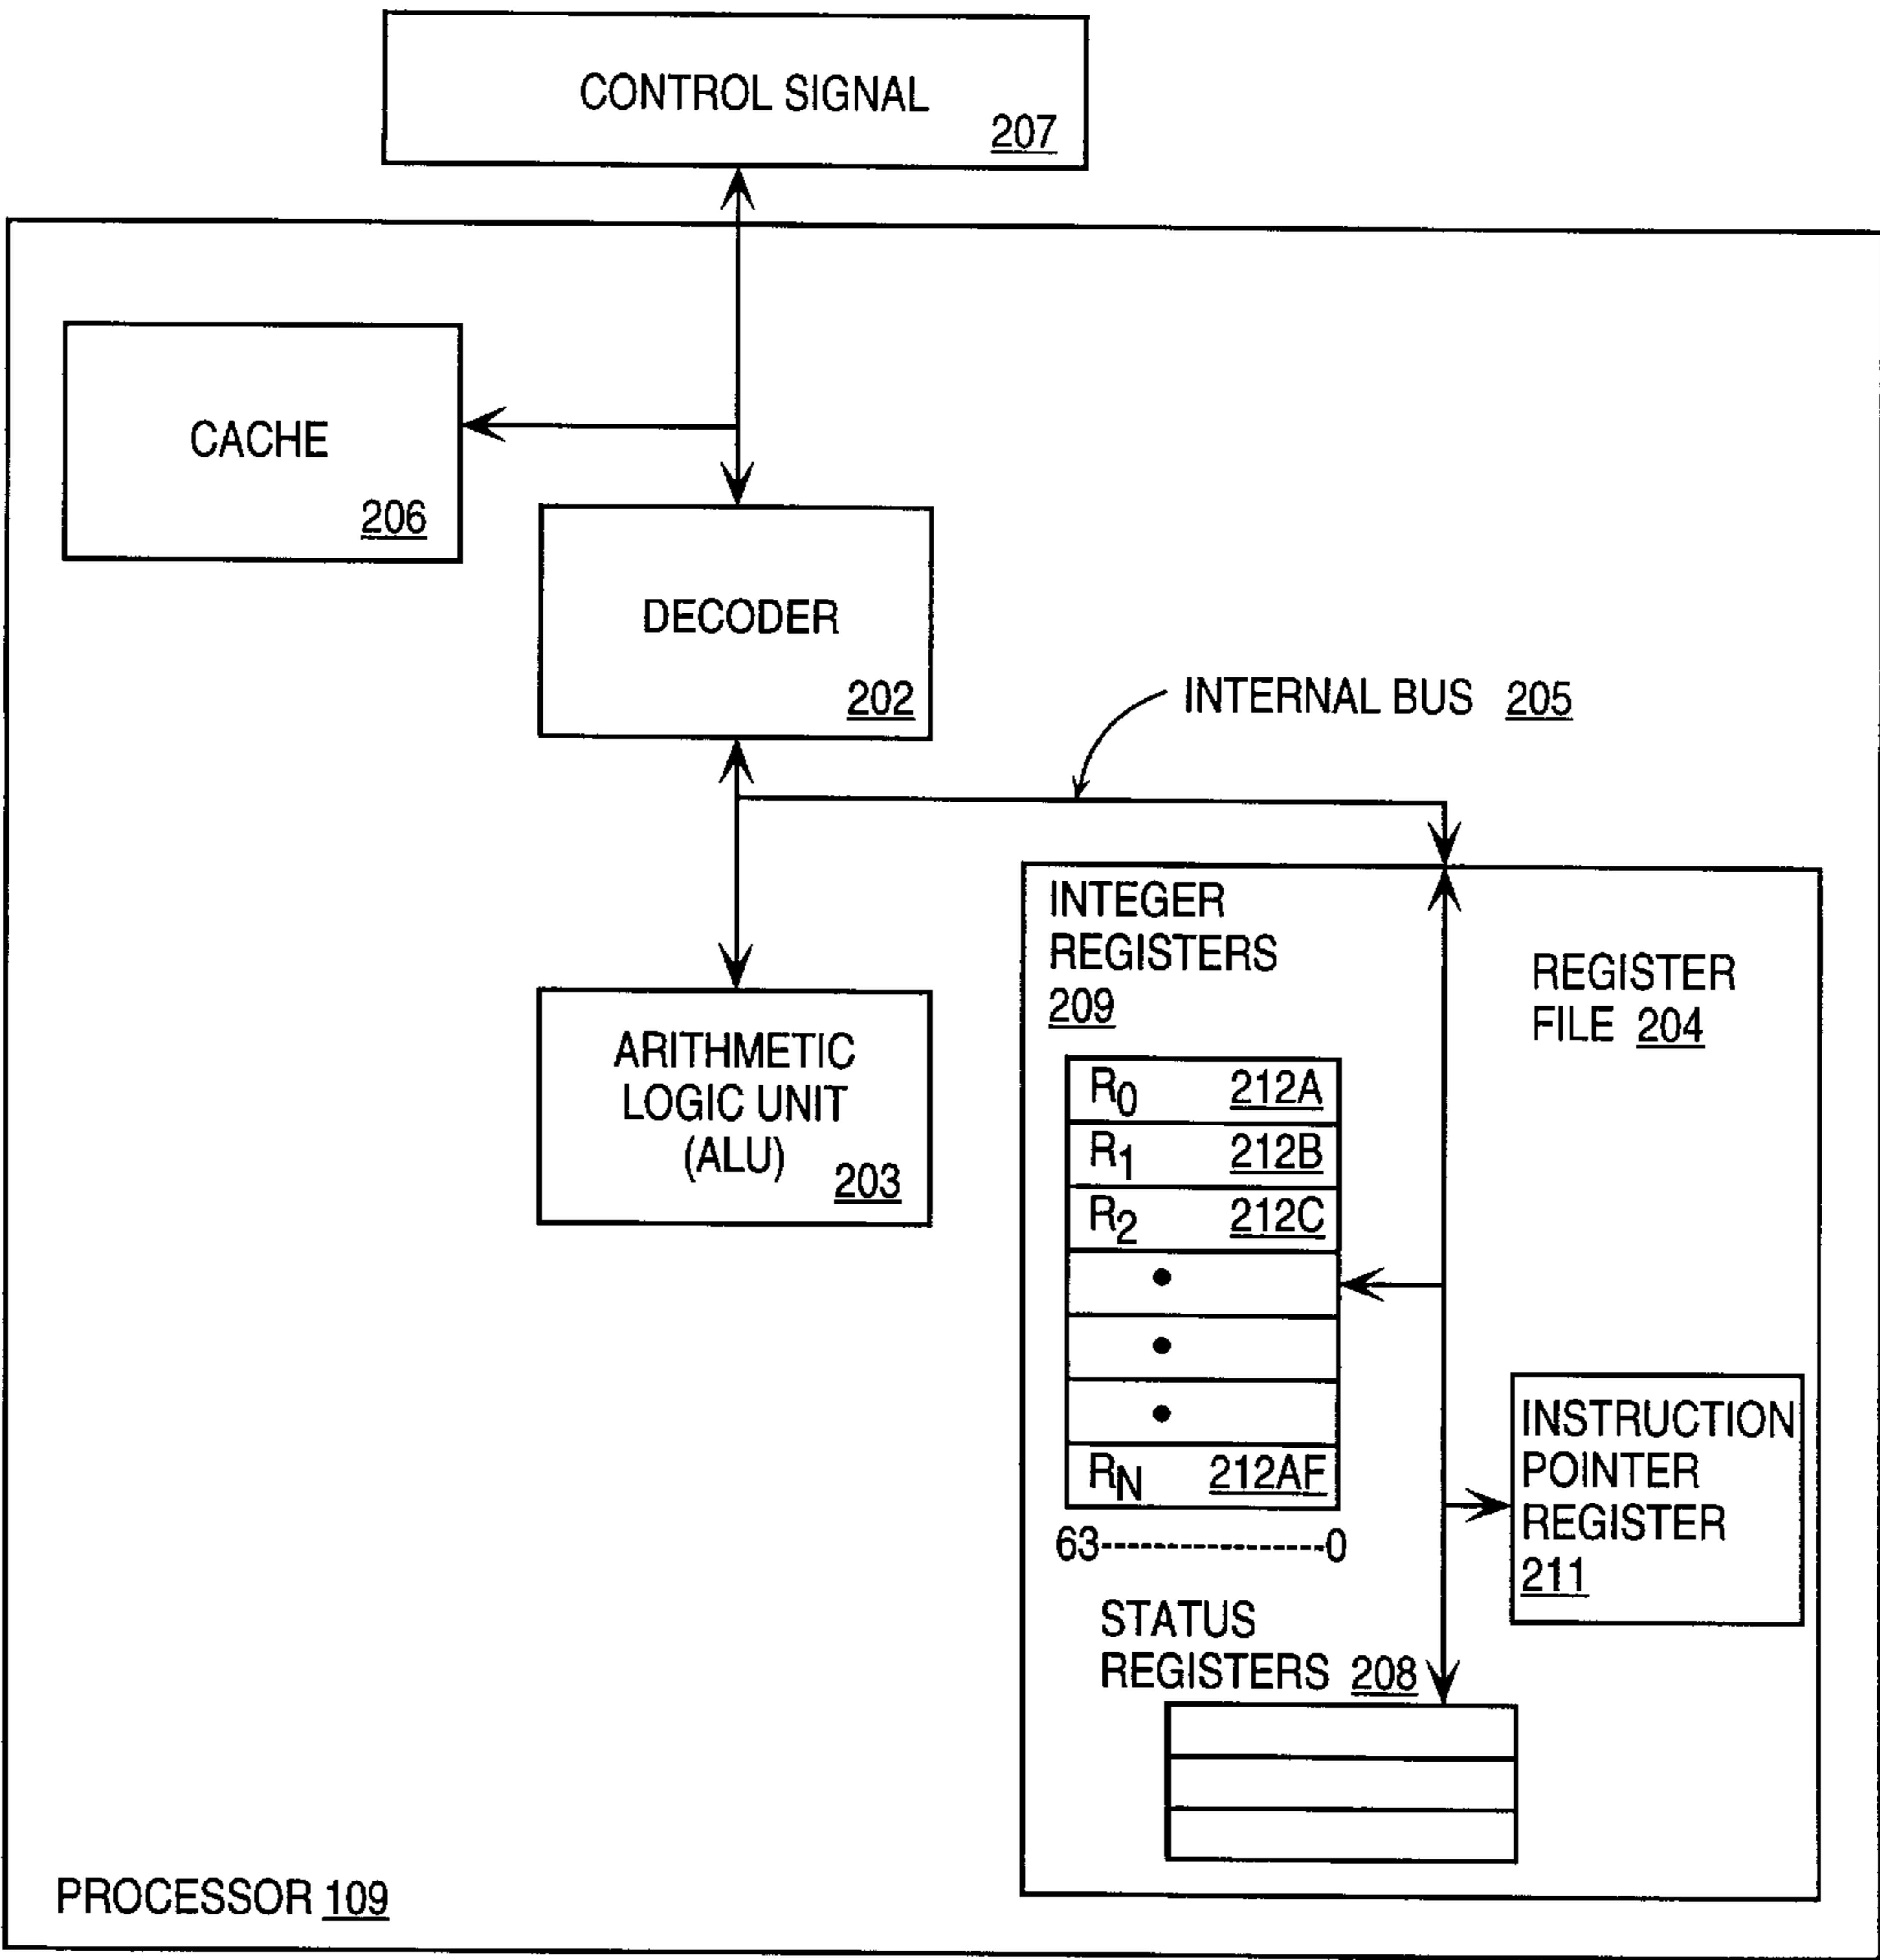 CONTROL SIGNAL
207
CACHE
206
DECODER
202
INTERNAL BUS 205
ARITHMETIC
LOGIC UNIT
(ALU)
203
INTEGER
REGISTERS
209
REGISTER
FILE 204
R0 212A
R1 212B
R2 212C
RN 212AF
63----------------0
INSTRUCTION
POINTER
REGISTER
211
STATUS
REGISTERS 208
PROCESSOR 109